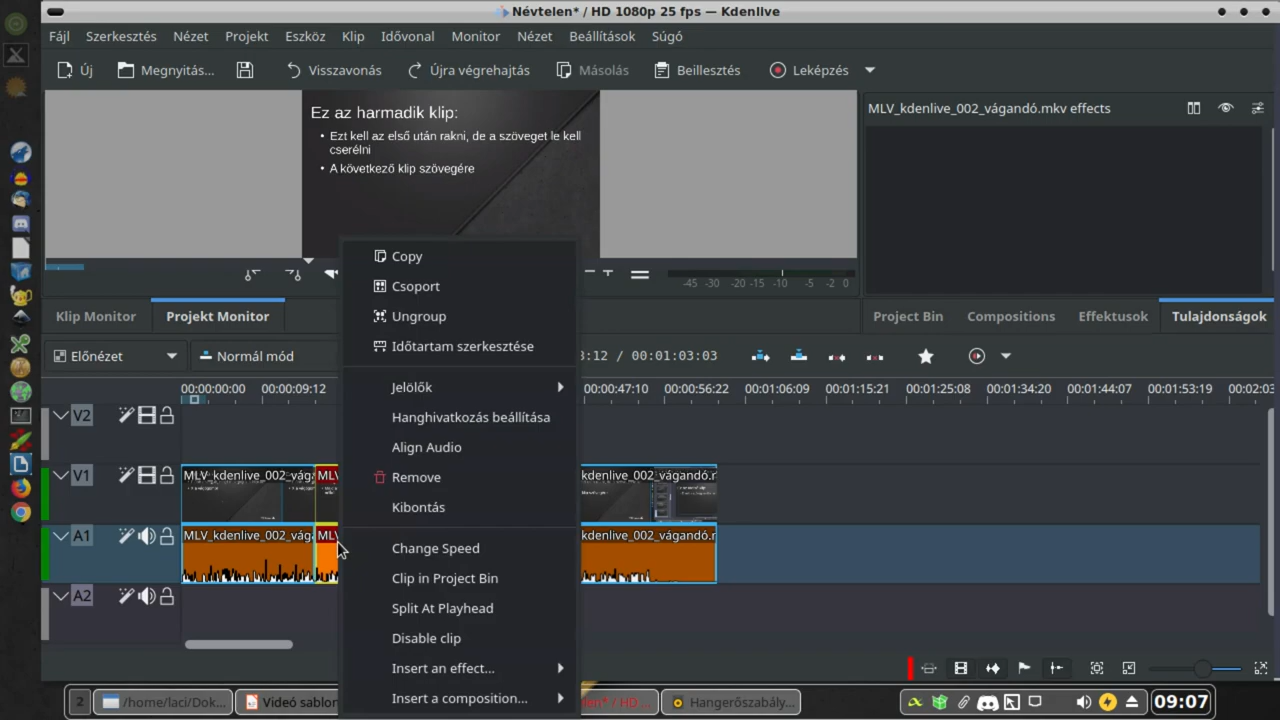 Névtelen* / HD 1080p 25 fps — Kdenlive
Fájl Szerkesztés Nézet Projekt Eszköz Klip Idővonal Monitor Nézet Beállítások Súgó
Új Megnyitás... Visszavonás Újra végrehajtás Másolás Beillesztés Leképzés
Ez az harmadik klip:
• Ezt kell az első után rakni, de a szöveget le kell
cserélni
• A következő klip szövegére
MLV_kdenlive_002_vágandó.mkv effects
-45 -30 -20 -15 -10 -5 -2 0
Klip Monitor Projekt Monitor
Project Bin Compositions Effektusok Tulajdonságok
Előnézet Normál mód
3:12 / 00:01:03:03
00:00:00:00 00:00:09:12 00:00:47:10 00:00:56:22 00:01:06:09 00:01:15:21 00:01:25:08 00:01:34:20 00:01:44:07 00:01:53:19 00:02:03
V2
V1
MLV_kdenlive_002_vága MLV kdenlive_002_vágandó.r
A1
MLV_kdenlive_002_vága MLV kdenlive_002_vágandó.r
A2
Copy
Csoport
Ungroup
Időtartam szerkesztése
Jelölők
Hanghivatkozás beállítása
Align Audio
Remove
Kibontás
Change Speed
Clip in Project Bin
Split At Playhead
Disable clip
Insert an effect...
Insert a composition...
2 /home/laci/Dok... Videó sablon en* / HD ... Hangerőszabály... 09:07